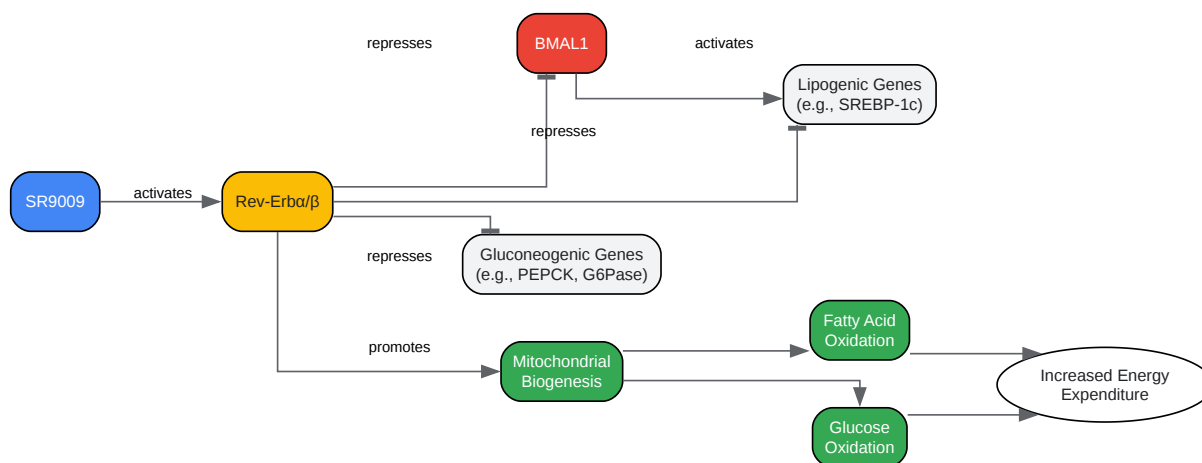 represses
BMAL1
activates
Lipogenic Genes
(e.g., SREBP-1c)
represses
SR9009
activates
Rev-Erbα/β
represses
Gluconeogenic Genes
(e.g., PEPCK, G6Pase)
promotes
Mitochondrial
Biogenesis
Fatty Acid
Oxidation
Increased Energy
Expenditure
Glucose
Oxidation